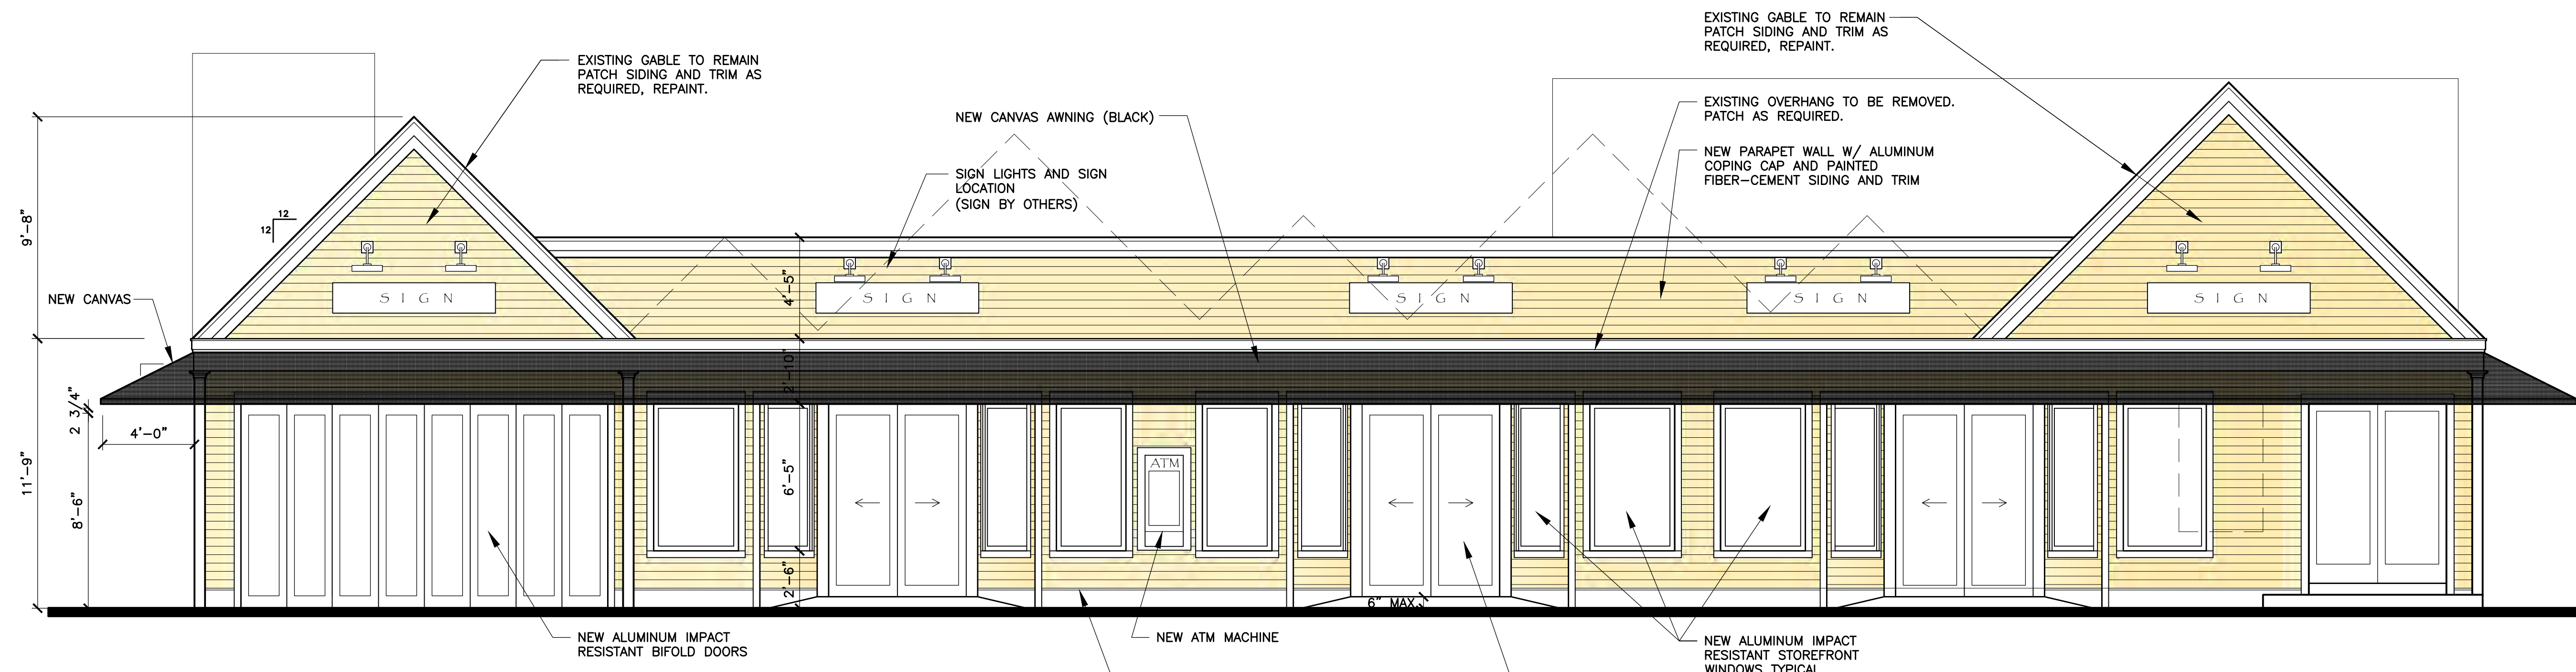 EXISTING GABLE TO REMAIN
PATCH SIDING AND TRIM AS
REQUIRED, REPAINT.
EXISTING GABLE TO REMAIN
PATCH SIDING AND TRIM AS
REQUIRED, REPAINT.
NEW CANVAS AWNING (BLACK)
EXISTING OVERHANG TO BE REMOVED.
PATCH AS REQUIRED.
NEW PARAPET WALL W/ ALUMINUM
COPING CAP AND PAINTED
FIBER-CEMENT SIDING AND TRIM
SIGN LIGHTS AND SIGN
LOCATION
(SIGN BY OTHERS)
9'-8"
12
12
4'-5"
NEW CANVAS
SIGN
SIGN
SIGN
SIGN
SIGN
2'-10"
2 3/4"
4'-0"
11'-9"
8'-6"
6'-5"
ATM
2'-6"
6" MAX.
NEW ALUMINUM IMPACT
RESISTANT BIFOLD DOORS
NEW ATM MACHINE
NEW ALUMINUM IMPACT
RESISTANT STOREFRONT
WINDOWS TYPICAL